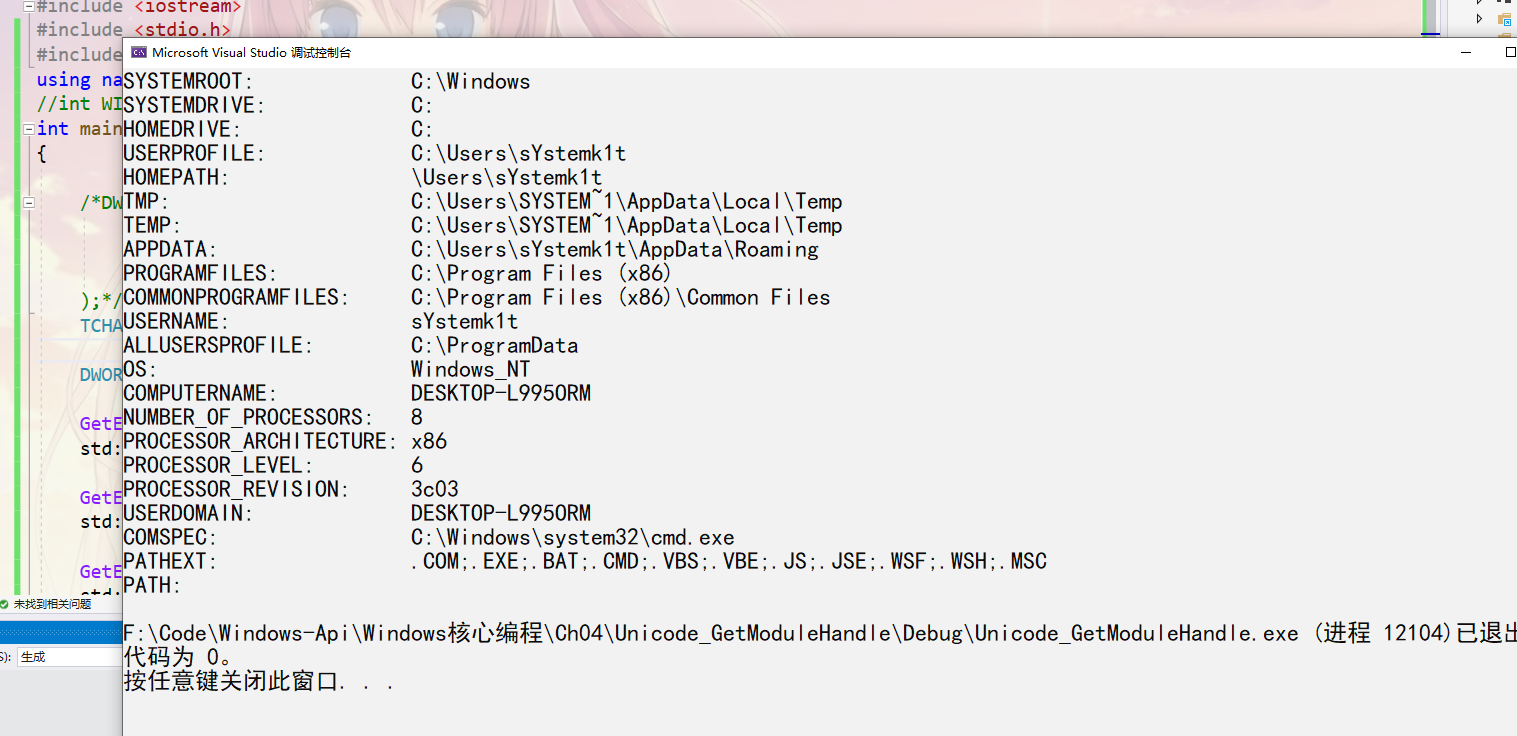 #include <iostream>
#include <stdio.h>
#include
Microsoft Visual Studio 调试控制台
using na
//int WI
int main
{
/*DW
);*/
TCHA
DWOR
GetE
std:
GetE
std:
GetE
std:
未找到相关问题
S): 生成
SYSTEMROOT: C:\Windows
SYSTEMDRIVE: C:
HOMEDRIVE: C:
USERPROFILE: C:\Users\sYstemk1t
HOMEPATH: \Users\sYstemk1t
TMP: C:\Users\SYSTEM~1\AppData\Local\Temp
TEMP: C:\Users\SYSTEM~1\AppData\Local\Temp
APPDATA: C:\Users\sYstemk1t\AppData\Roaming
PROGRAMFILES: C:\Program Files (x86)
COMMONPROGRAMFILES: C:\Program Files (x86)\Common Files
USERNAME: sYstemk1t
ALLUSERSPROFILE: C:\ProgramData
OS: Windows_NT
COMPUTERNAME: DESKTOP-L995ORM
NUMBER_OF_PROCESSORS: 8
PROCESSOR_ARCHITECTURE: x86
PROCESSOR_LEVEL: 6
PROCESSOR_REVISION: 3c03
USERDOMAIN: DESKTOP-L995ORM
COMSPEC: C:\Windows\system32\cmd.exe
PATHEXT: .COM;.EXE;.BAT;.CMD;.VBS;.VBE;.JS;.JSE;.WSF;.WSH;.MSC
PATH:
F:\Code\Windows-Api\Windows核心编程\Ch04\Unicode_GetModuleHandle\Debug\Unicode_GetModuleHandle.exe (进程 12104)已退出
代码为 0。
按任意键关闭此窗口. . .